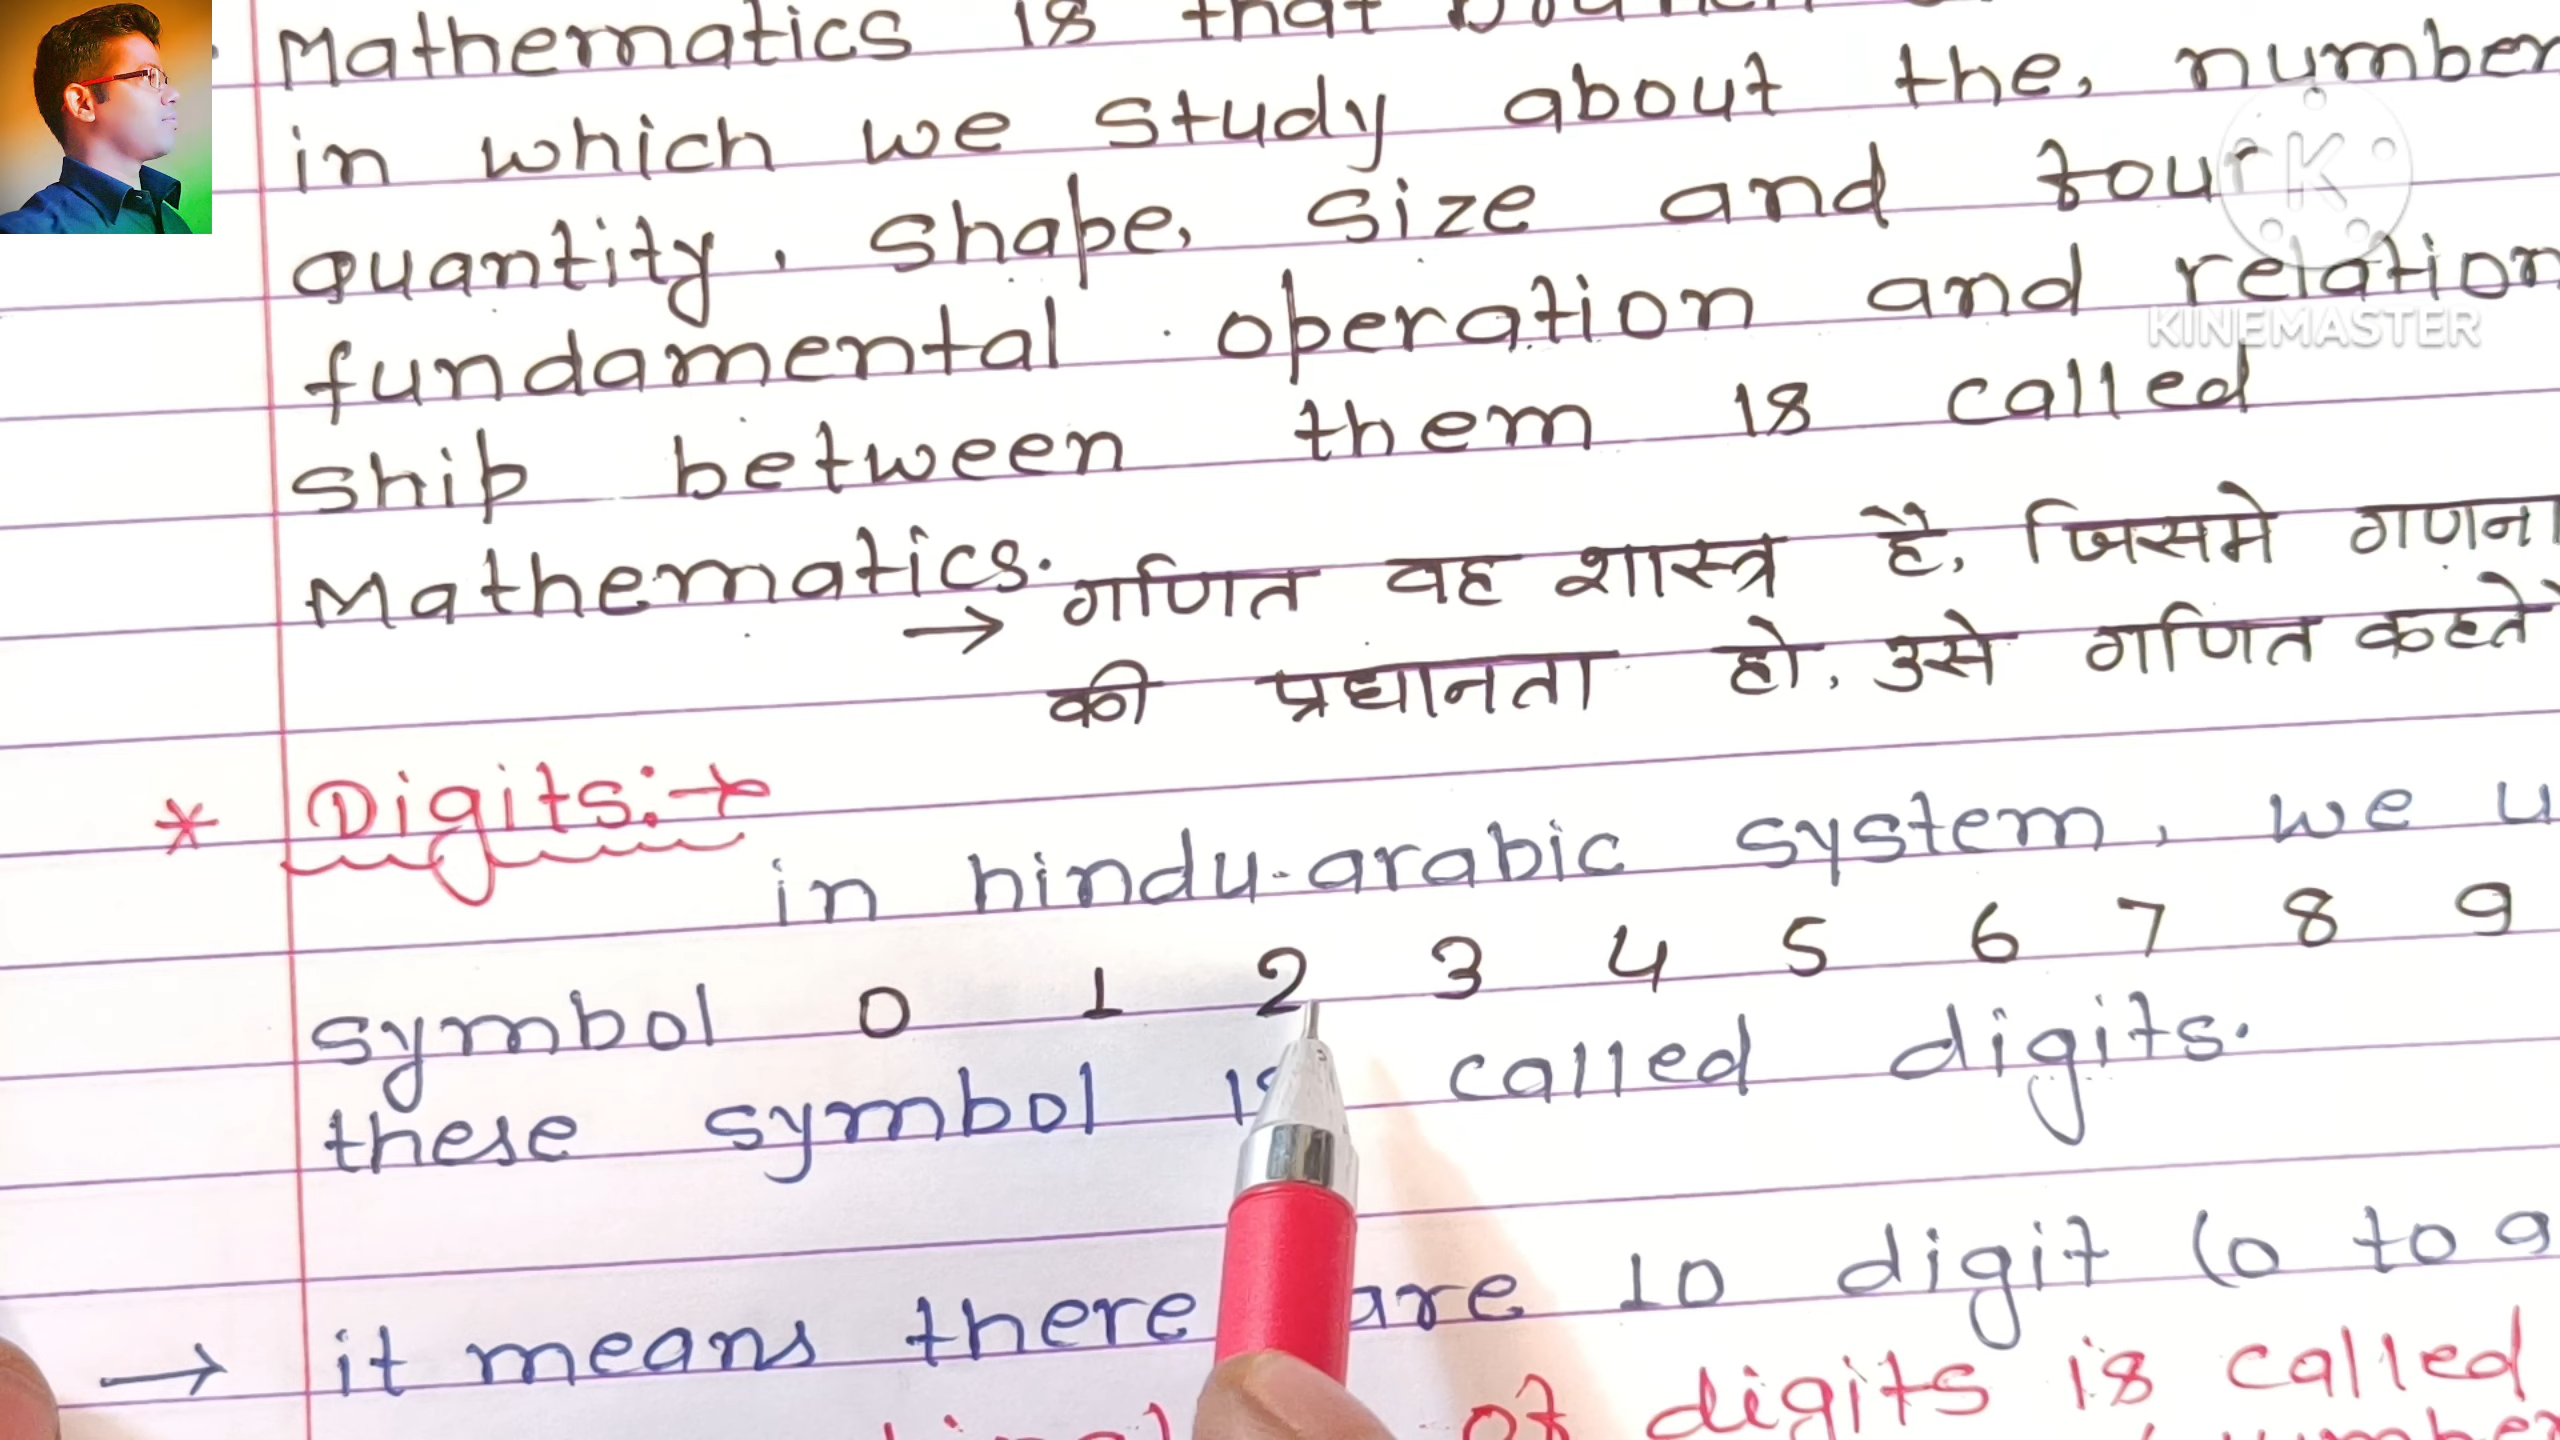 Mathematics is that
in which we study about the, number
quantity, shape, size and four
fundamental operation and relation
ship between them is called
Mathematics.
→ गणित वह शास्त्र है, जिसमे गणना
की प्रधानता हो, उसे गणित कहते
* Digits:→
in hindu-arabic system, we u
symbol 0 1 2 3 4 5 6 7 8 9
these symbol is called digits.
→ it means there are 10 digit (0 to 9
of digits is called
KINEMASTER